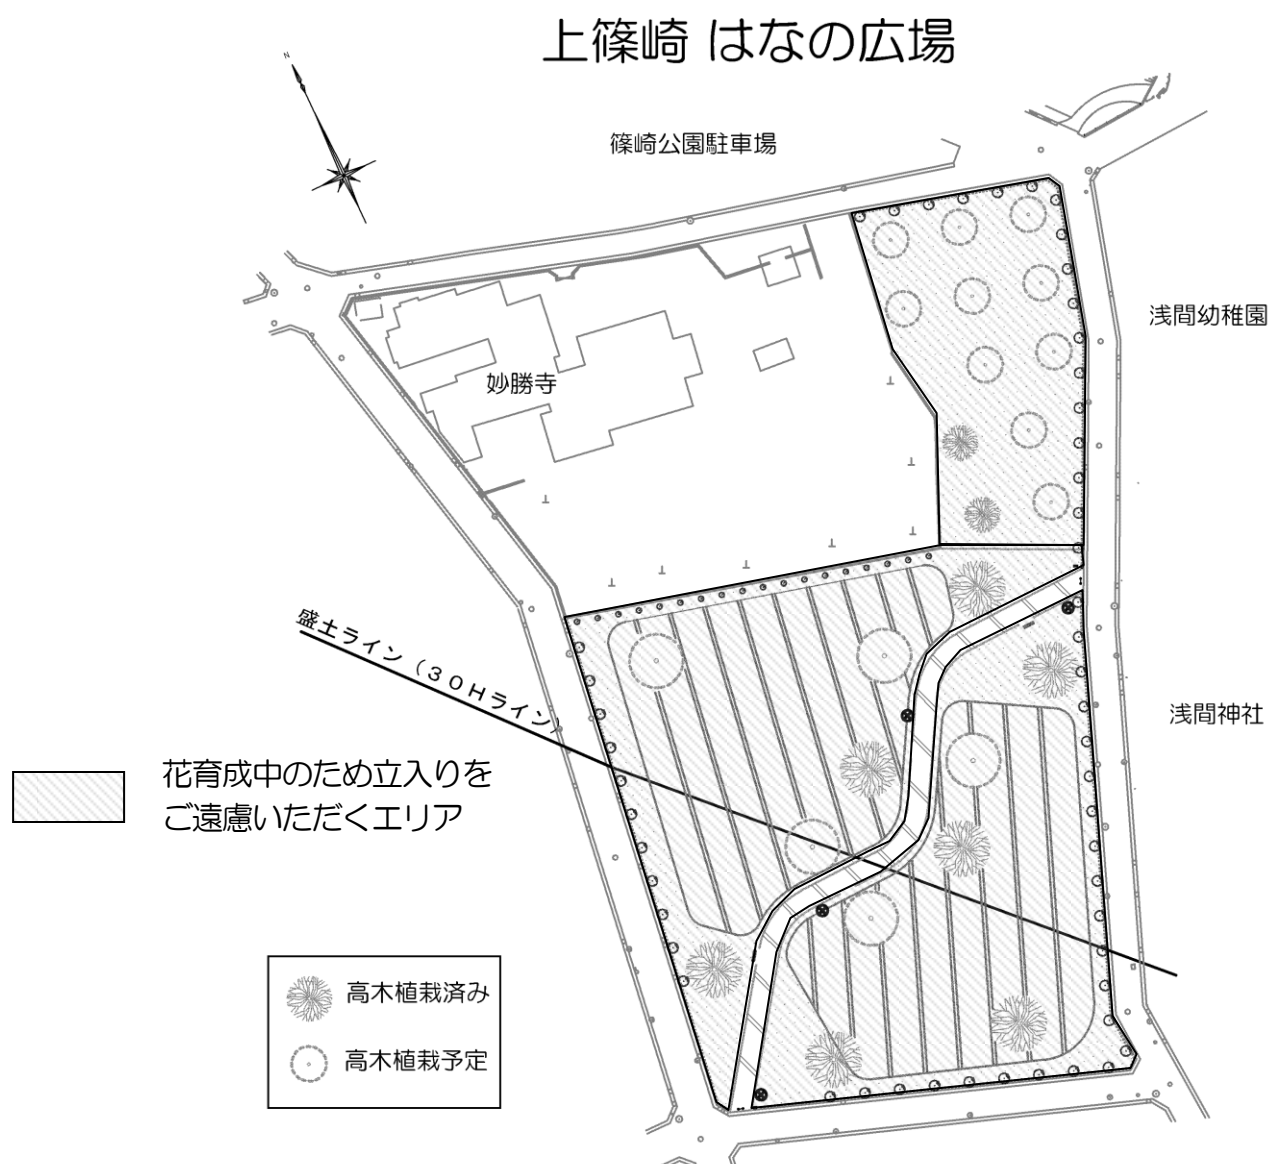 上篠崎 はなの広場
N
篠崎公園駐車場
浅間幼稚園
妙勝寺
盛土ライン（３０Hライン）
浅間神社
花育成中のため立入りを
ご遠慮いただくエリア
高木植栽済み
高木植栽予定